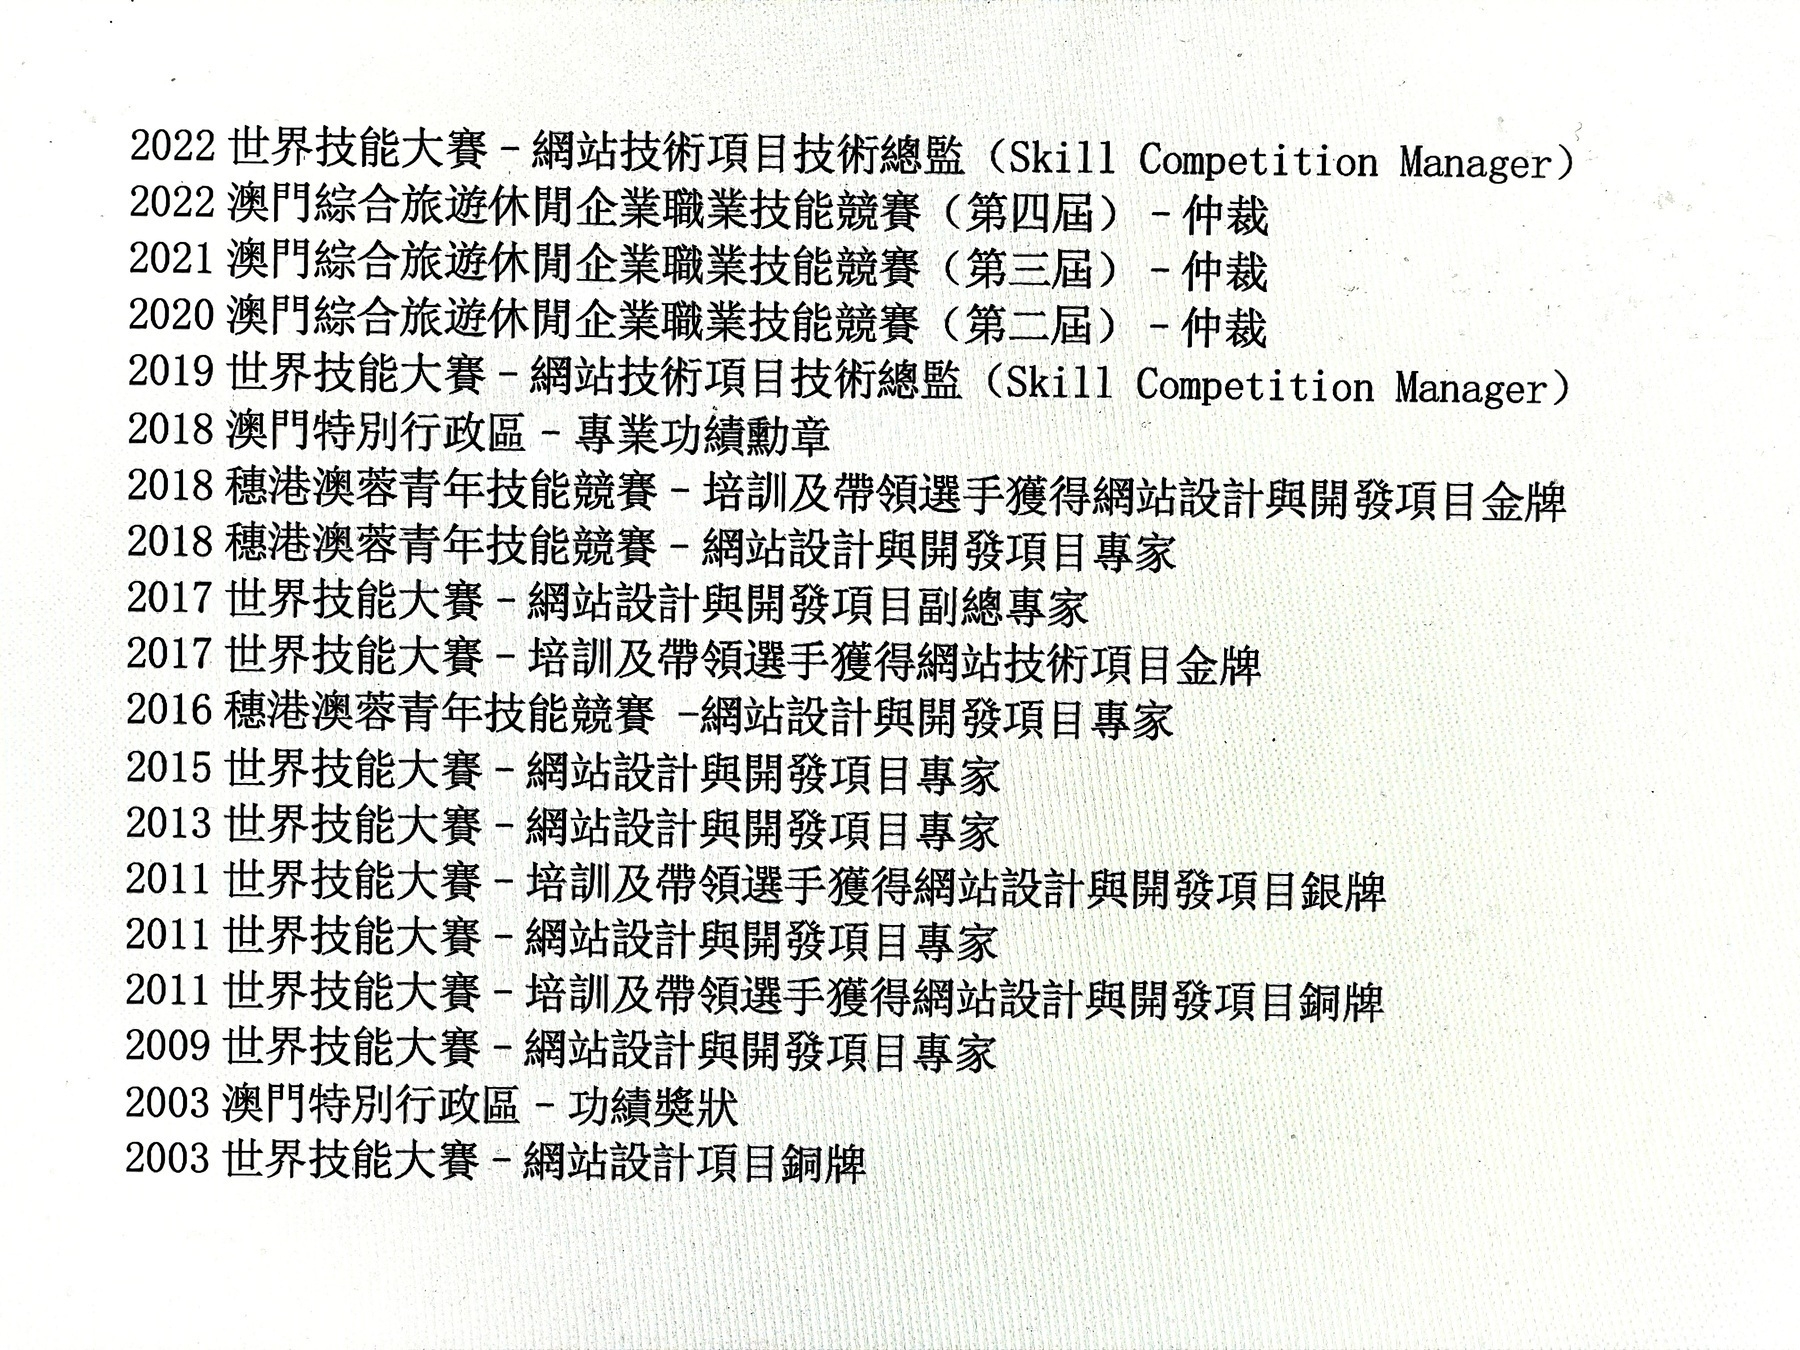 2022 世界技能大賽 - 網站技術項目技術總監（Skill Competition Manager）
2022 澳門綜合旅遊休閒企業職業技能競賽（第四屆） - 仲裁
2021 澳門綜合旅遊休閒企業職業技能競賽（第三屆） - 仲裁
2020 澳門綜合旅遊休閒企業職業技能競賽（第二屆） - 仲裁
2019 世界技能大賽 - 網站技術項目技術總監（Skill Competition Manager）
2018 澳門特別行政區 - 專業功績勳章
2018 穗港澳蓉青年技能競賽 - 培訓及帶領選手獲得網站設計與開發項目金牌
2018 穗港澳蓉青年技能競賽 - 網站設計與開發項目專家
2017 世界技能大賽 - 網站設計與開發項目副總專家
2017 世界技能大賽 - 培訓及帶領選手獲得網站技術項目金牌
2016 穗港澳蓉青年技能競賽 -網站設計與開發項目專家
2015 世界技能大賽 - 網站設計與開發項目專家
2013 世界技能大賽 - 網站設計與開發項目專家
2011 世界技能大賽 - 培訓及帶領選手獲得網站設計與開發項目銀牌
2011 世界技能大賽 - 網站設計與開發項目專家
2011 世界技能大賽 - 培訓及帶領選手獲得網站設計與開發項目銅牌
2009 世界技能大賽 - 網站設計與開發項目專家
2003 澳門特別行政區 - 功績獎狀
2003 世界技能大賽 - 網站設計項目銅牌